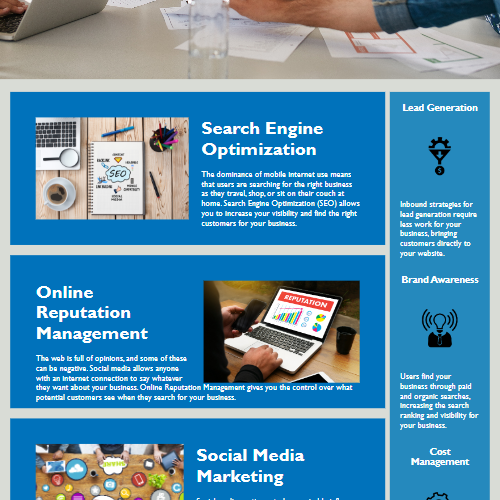 Search Engine
Optimization
The dominance of mobile internet use means
that users are searching for the right business
as they travel, shop, or sit on their couch at
home. Search Engine Optimization (SEO) allows
you to increase your visibility and find the right
customers for your business.
SEO
Online
Reputation
Management
The web is full of opinions, and some of these
can be negative. Social media allows anyone
with an internet connection to say whatever
they want about your business. Online Reputation Management gives you the control over what
potential customers see when they search for your business.
REPUTATION
Social Media
Marketing
Lead Generation
Inbound strategies for
lead generation require
less work for your
business, bringing
customers directly to
your website.
Brand Awareness
Users find your
business through paid
and organic searches,
increasing the search
ranking and visibility
for your business.
Cost
Management